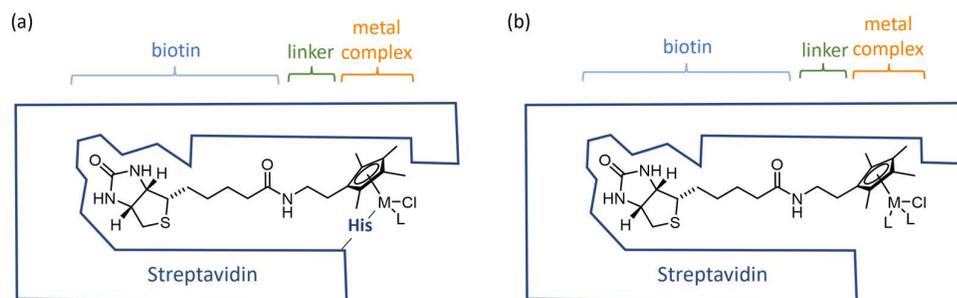 (a)
biotin
linker
metal
complex
O
HN
NH
H
H
S
O
N
H
M
Cl
L
His
Streptavidin
(b)
biotin
linker
metal
complex
O
HN
NH
H
H
S
O
N
H
M
Cl
L
L
Streptavidin